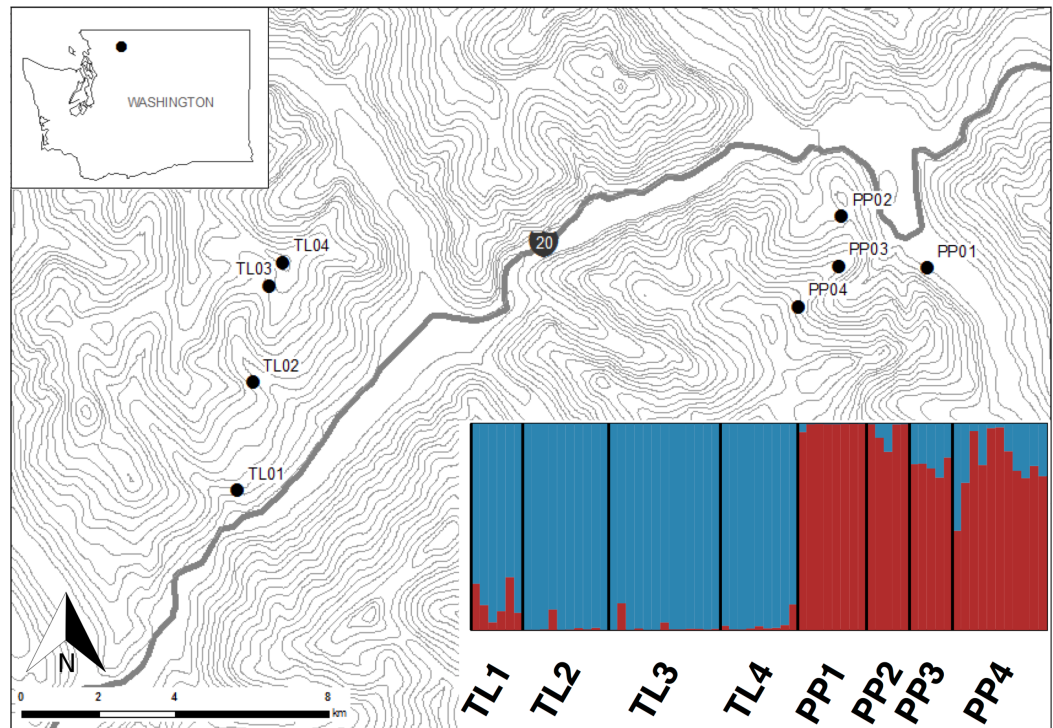 WASHINGTON
20
PP02
PP03
PP01
PP04
TL04
TL03
TL02
TL01
N
0 2 4 8
km
TL1 TL2 TL3 TL4 PP1 PP2 PP3 PP4